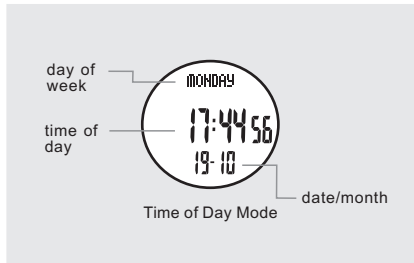 day of
week
MONDAY
time of
day
17:44 56
19-10
date/month
Time of Day Mode